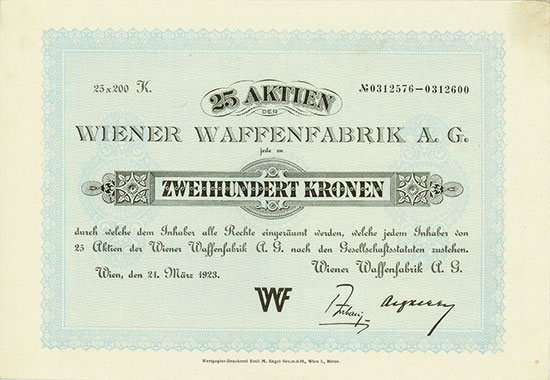 25 x 200 K.
№0312576—0312600
25 AKTIEN
DER
WIENER WAFFENFABRIK A. G.
jede zu
ZWEIHUNDERT KRONEN
durch welche dem Inhaber alle Rechte eingeräumt werden, welche jedem Inhaber von
25 Aktien der Wiener Waffenfabrik A. G. nach den Gesellschaftsstatuten zustehen.
Wien, den 21. März 1923.
Wiener Waffenfabrik A. G.
WWF
Wertpapier-Druckerei Emil M. Engel Ges.m.b.H., Wien I., Börse.